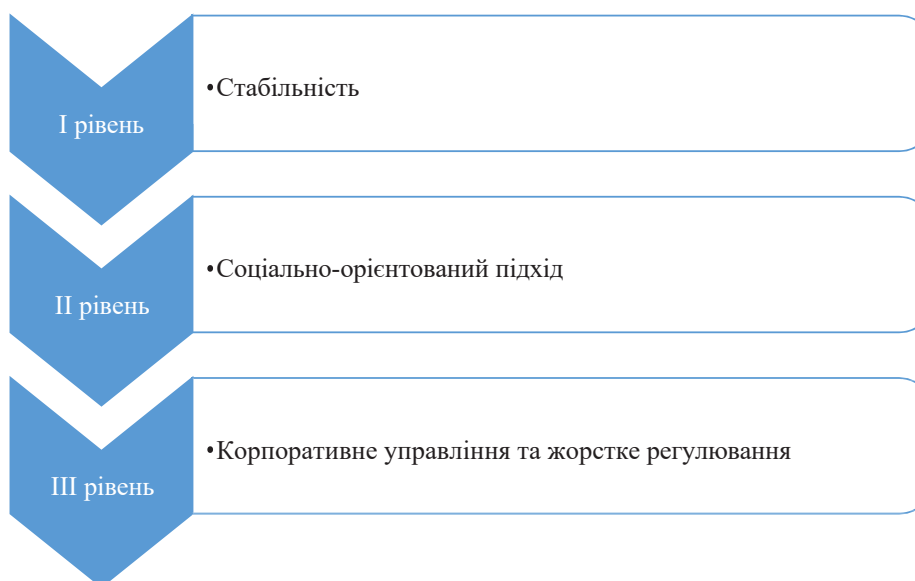 І рівень
•Стабільність
ІІ рівень
•Соціально-орієнтований підхід
ІІІ рівень
•Корпоративне управління та жорстке регулювання